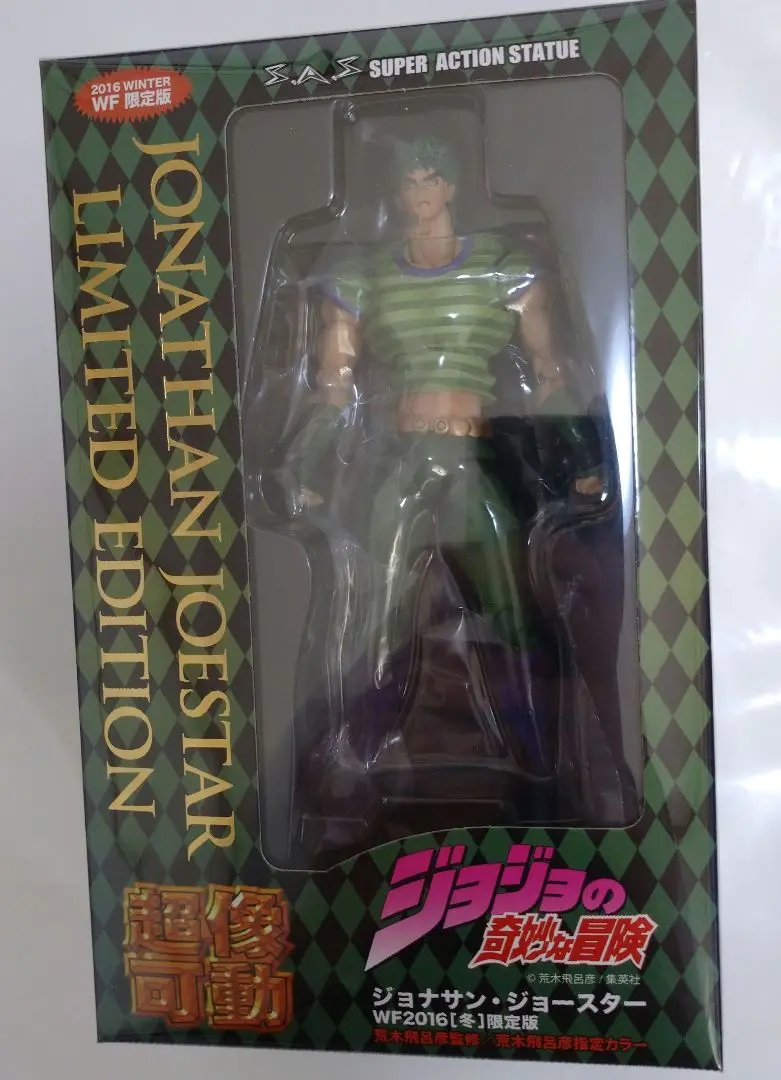 S.A.S SUPER ACTION STATUE
2016 WINTER
WF 限定版
JONATHAN JOESTAR
LIMITED EDITION
超像
可動
ジョジョの
奇妙な冒険
© 荒木飛呂彦/集英社
ジョナサン・ジョースター
WF2016[冬]限定版
荒木飛呂彦監修/荒木飛呂彦指定カラー